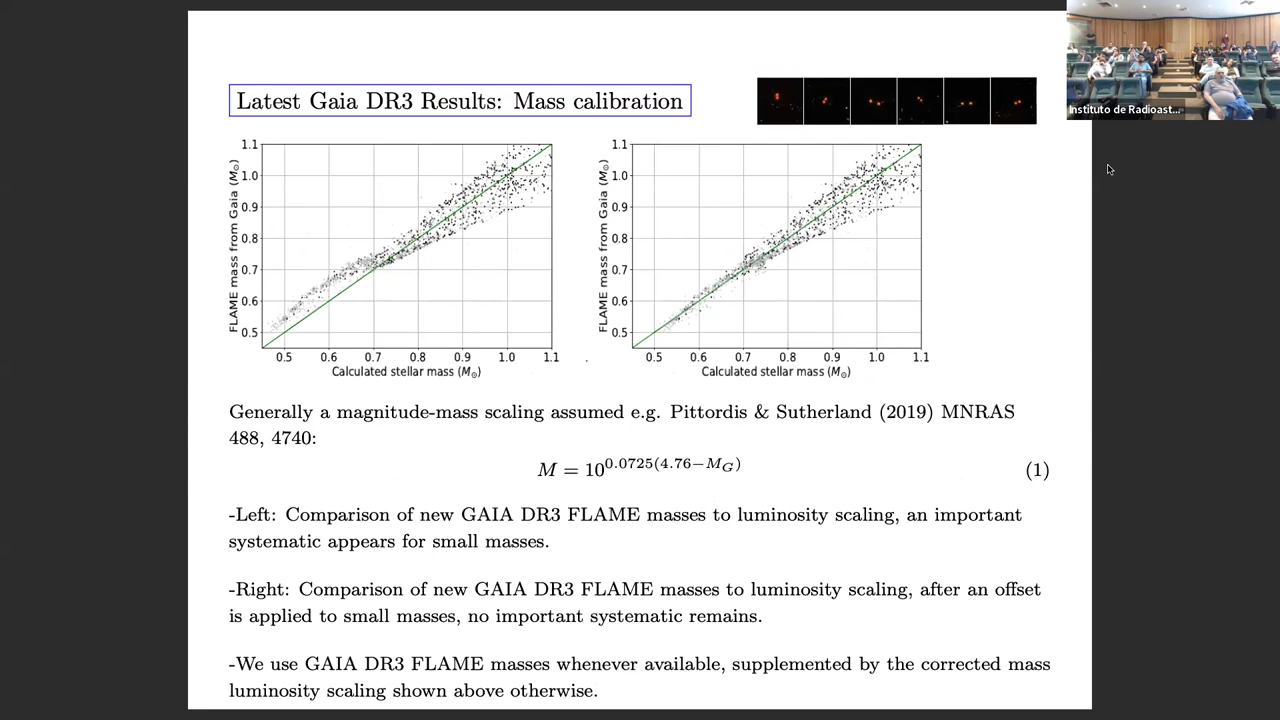 Latest Gaia DR3 Results: Mass calibration
Instituto de Radioast...
FLAME mass from Gaia (M⊙)
1.1
1.0
0.9
0.8
0.7
0.6
0.5
0.5 0.6 0.7 0.8 0.9 1.0 1.1
Calculated stellar mass (M⊙)
FLAME mass from Gaia (M⊙)
1.1
1.0
0.9
0.8
0.7
0.6
0.5
0.5 0.6 0.7 0.8 0.9 1.0 1.1
Calculated stellar mass (M⊙)
Generally a magnitude-mass scaling assumed e.g. Pittordis & Sutherland (2019) MNRAS
488, 4740:
M = 10^0.0725(4.76−M_G) (1)
-Left: Comparison of new GAIA DR3 FLAME masses to luminosity scaling, an important
systematic appears for small masses.
-Right: Comparison of new GAIA DR3 FLAME masses to luminosity scaling, after an offset
is applied to small masses, no important systematic remains.
-We use GAIA DR3 FLAME masses whenever available, supplemented by the corrected mass
luminosity scaling shown above otherwise.